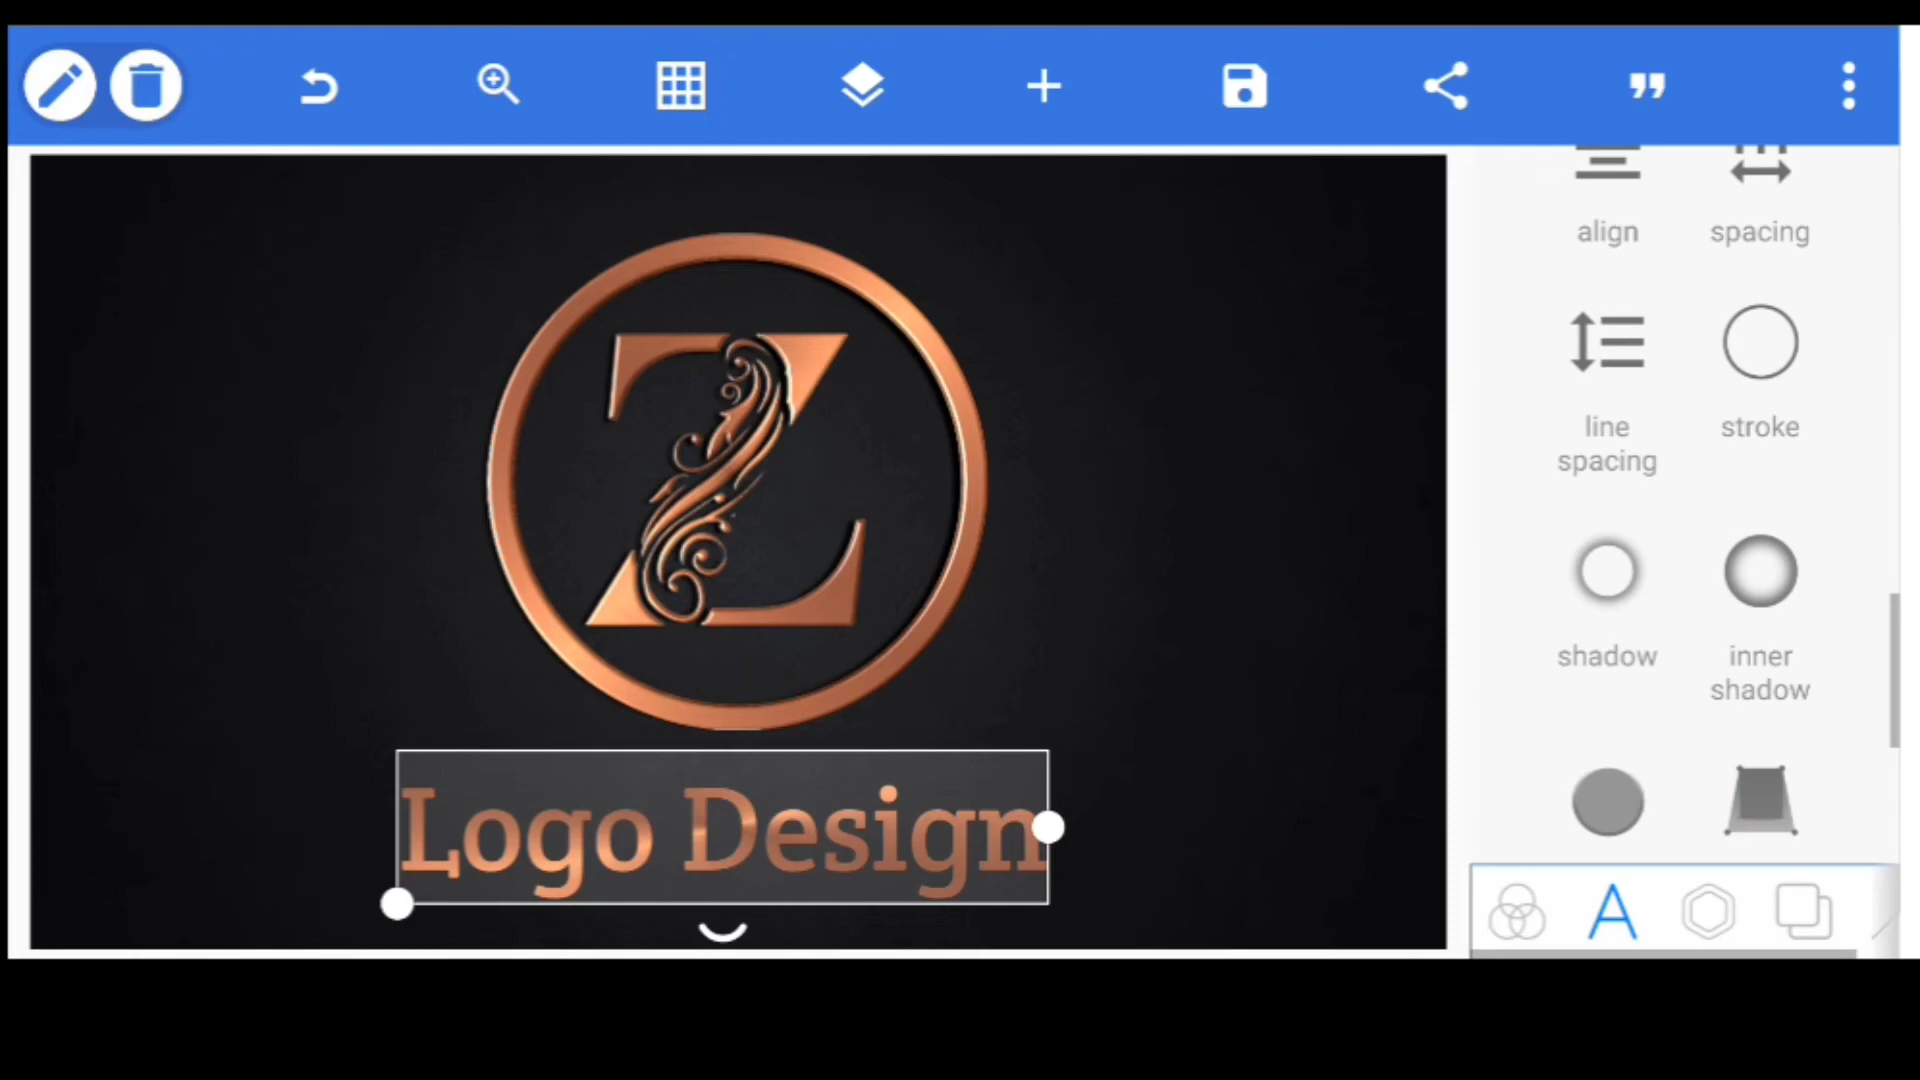 align
spacing
line
spacing
stroke
shadow
inner
shadow
Z
Logo Design
A